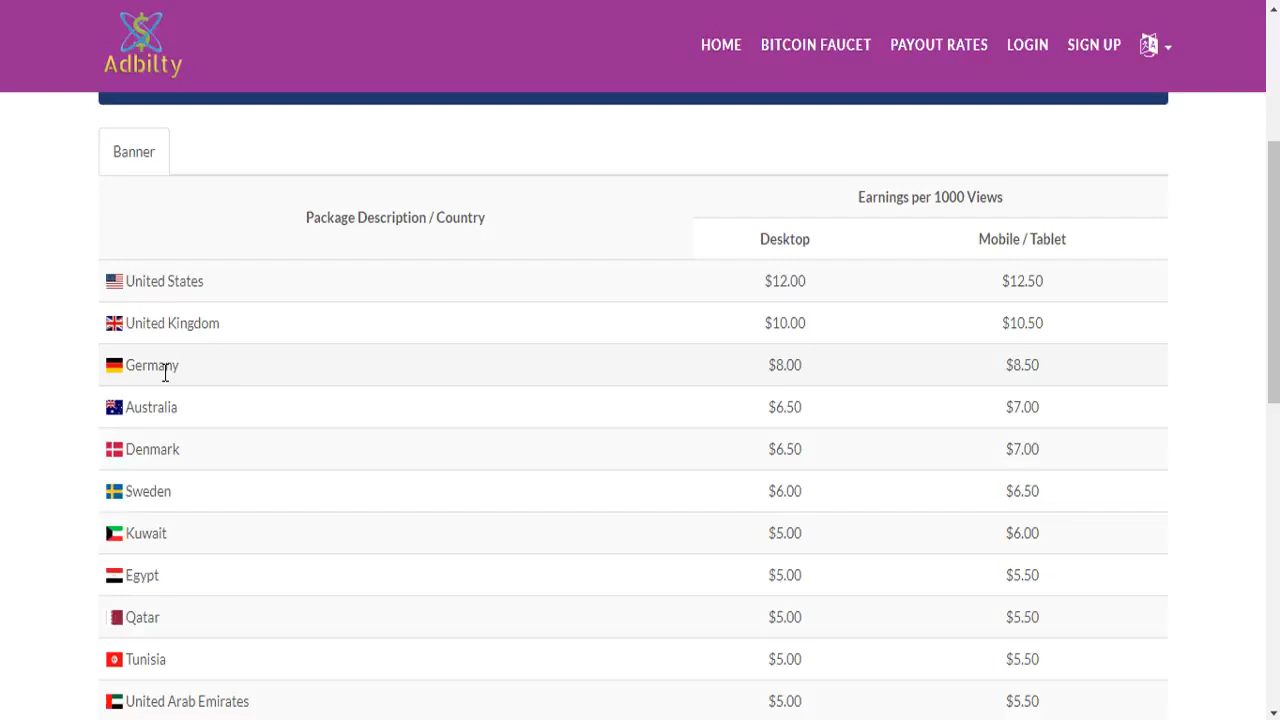 Adbilty
HOME BITCOIN FAUCET PAYOUT RATES LOGIN SIGN UP
Banner
Package Description / Country
Earnings per 1000 Views
Desktop Mobile / Tablet
United States $12.00 $12.50
United Kingdom $10.00 $10.50
Germany $8.00 $8.50
Australia $6.50 $7.00
Denmark $6.50 $7.00
Sweden $6.00 $6.50
Kuwait $5.00 $6.00
Egypt $5.00 $5.50
Qatar $5.00 $5.50
Tunisia $5.00 $5.50
United Arab Emirates $5.00 $5.50